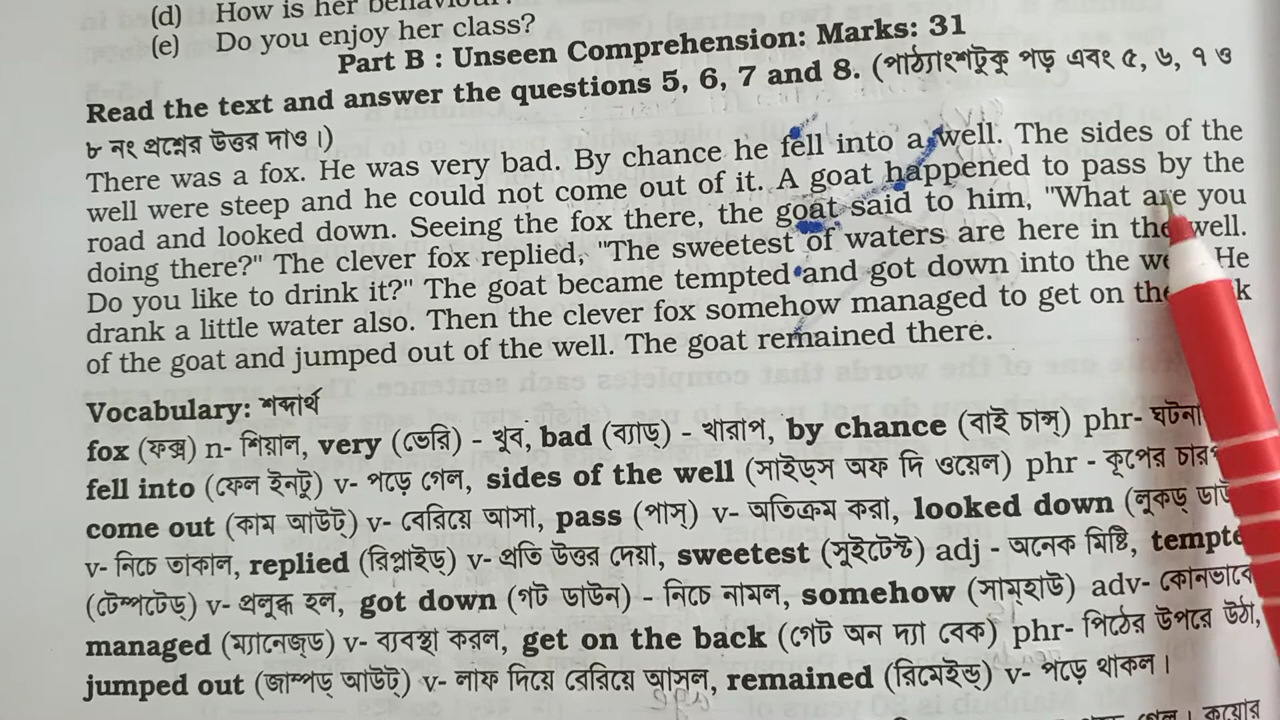 (d) How is her behaviour?
(e) Do you enjoy her class?
Part B : Unseen Comprehension: Marks: 31
Read the text and answer the questions 5, 6, 7 and 8. (পাঠ্যাংশটুকু পড় এবং ৫, ৬, ৭ ও
৮ নং প্রশ্নের উত্তর দাও।)
There was a fox. He was very bad. By chance he fell into a well. The sides of the
well were steep and he could not come out of it. A goat happened to pass by the
road and looked down. Seeing the fox there, the goat said to him, "What are you
doing there?" The clever fox replied, "The sweetest of waters are here in the well.
Do you like to drink it?" The goat became tempted and got down into the we He
drank a little water also. Then the clever fox somehow managed to get on the k
of the goat and jumped out of the well. The goat remained there.
Vocabulary: শব্দার্থ
fox (ফক্স) n- শিয়াল, very (ভেরি) - খুব, bad (ব্যাড্) - খারাপ, by chance (বাই চান্স্) phr- ঘটনা
fell into (ফেল ইনটু) v- পড়ে গেল, sides of the well (সাইড্স অফ দি ওয়েল) phr - কূপের চারপ
come out (কাম আউট্) v- বেরিয়ে আসা, pass (পাস্) v- অতিক্রম করা, looked down (লুকড্ ডাউ
v- নিচে তাকাল, replied (রিপ্লাইড্) v- প্রতি উত্তর দেয়া, sweetest (সুইটেস্ট) adj - অনেক মিষ্টি, tempte
(টেম্পটেড্) v- প্রলুব্ধ হল, got down (গট ডাউন) - নিচে নামল, somehow (সাম্হাউ) adv- কোনভাবে
managed (ম্যানেজ্ড) v- ব্যবস্থা করল, get on the back (গেট অন দ্যা বেক) phr- পিঠের উপরে উঠা,
jumped out (জাম্পড্ আউট্) v- লাফ দিয়ে বেরিয়ে আসল, remained (রিমেইন্ড্) v- পড়ে থাকল।